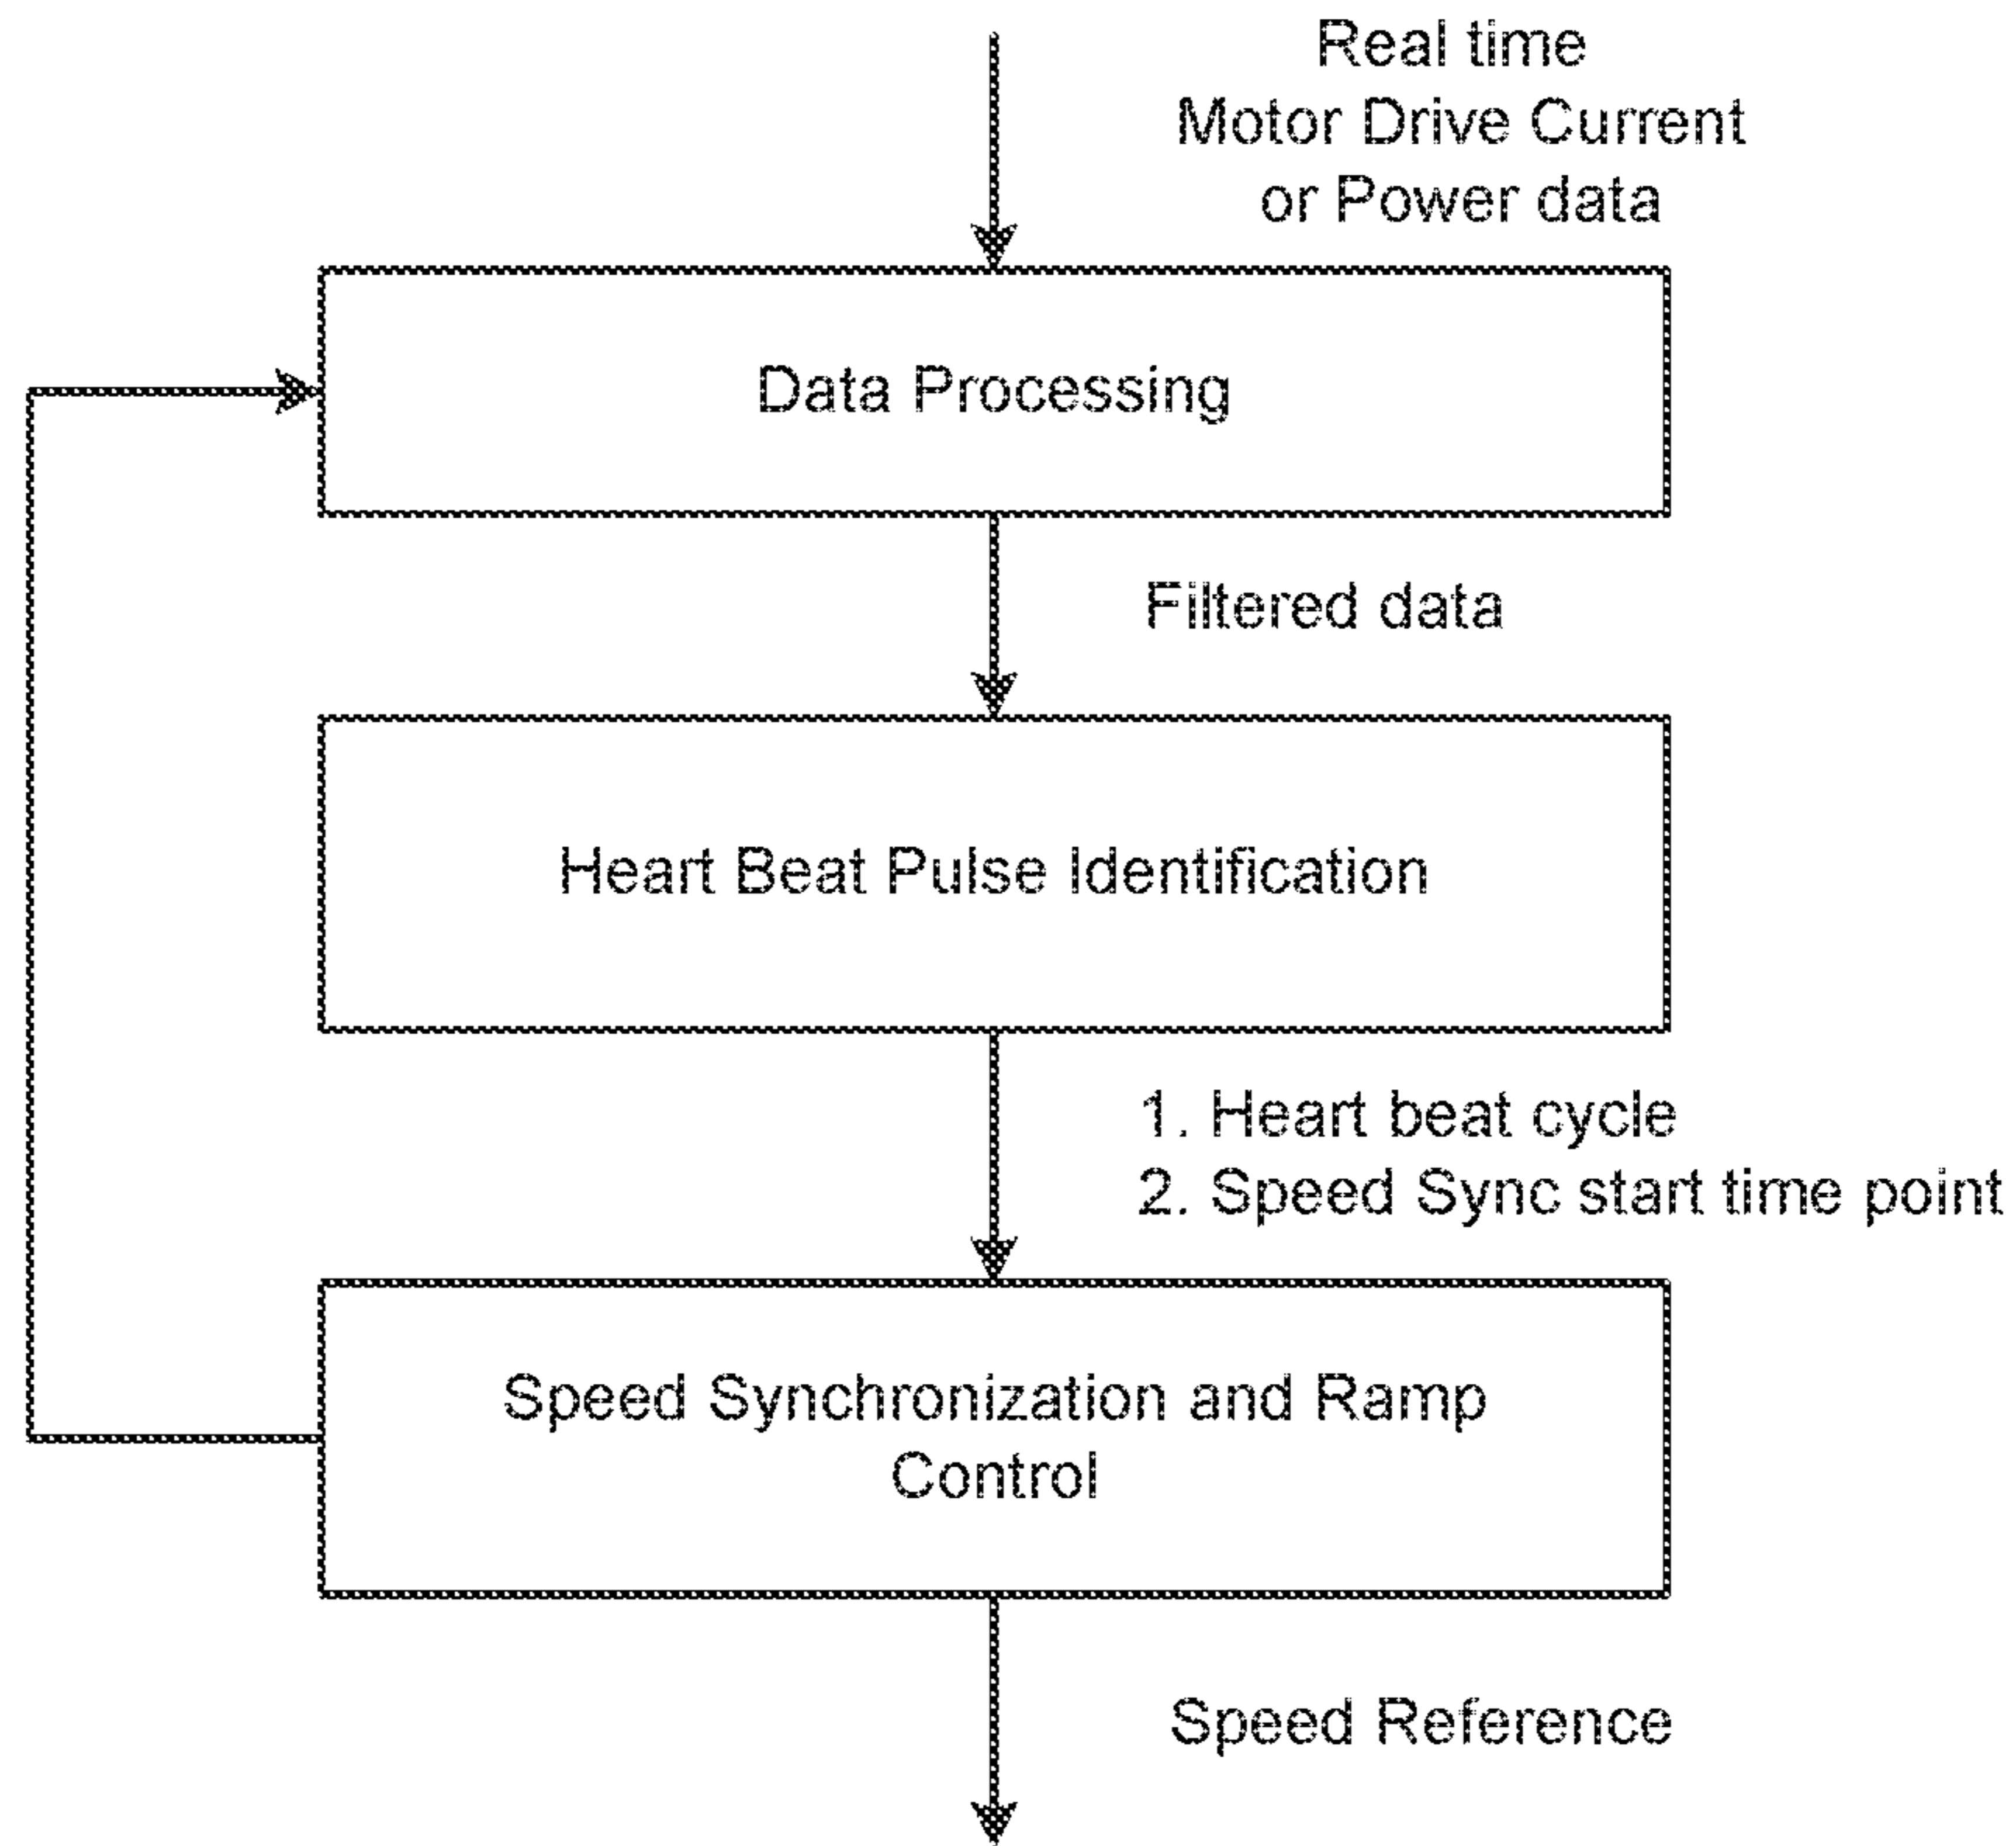 Real time
Motor Drive Current
or Power data
Data Processing
Filtered data
Heart Beat Pulse Identification
1. Heart beat cycle
2. Speed Sync start time point
Speed Synchronization and Ramp
Control
Speed Reference